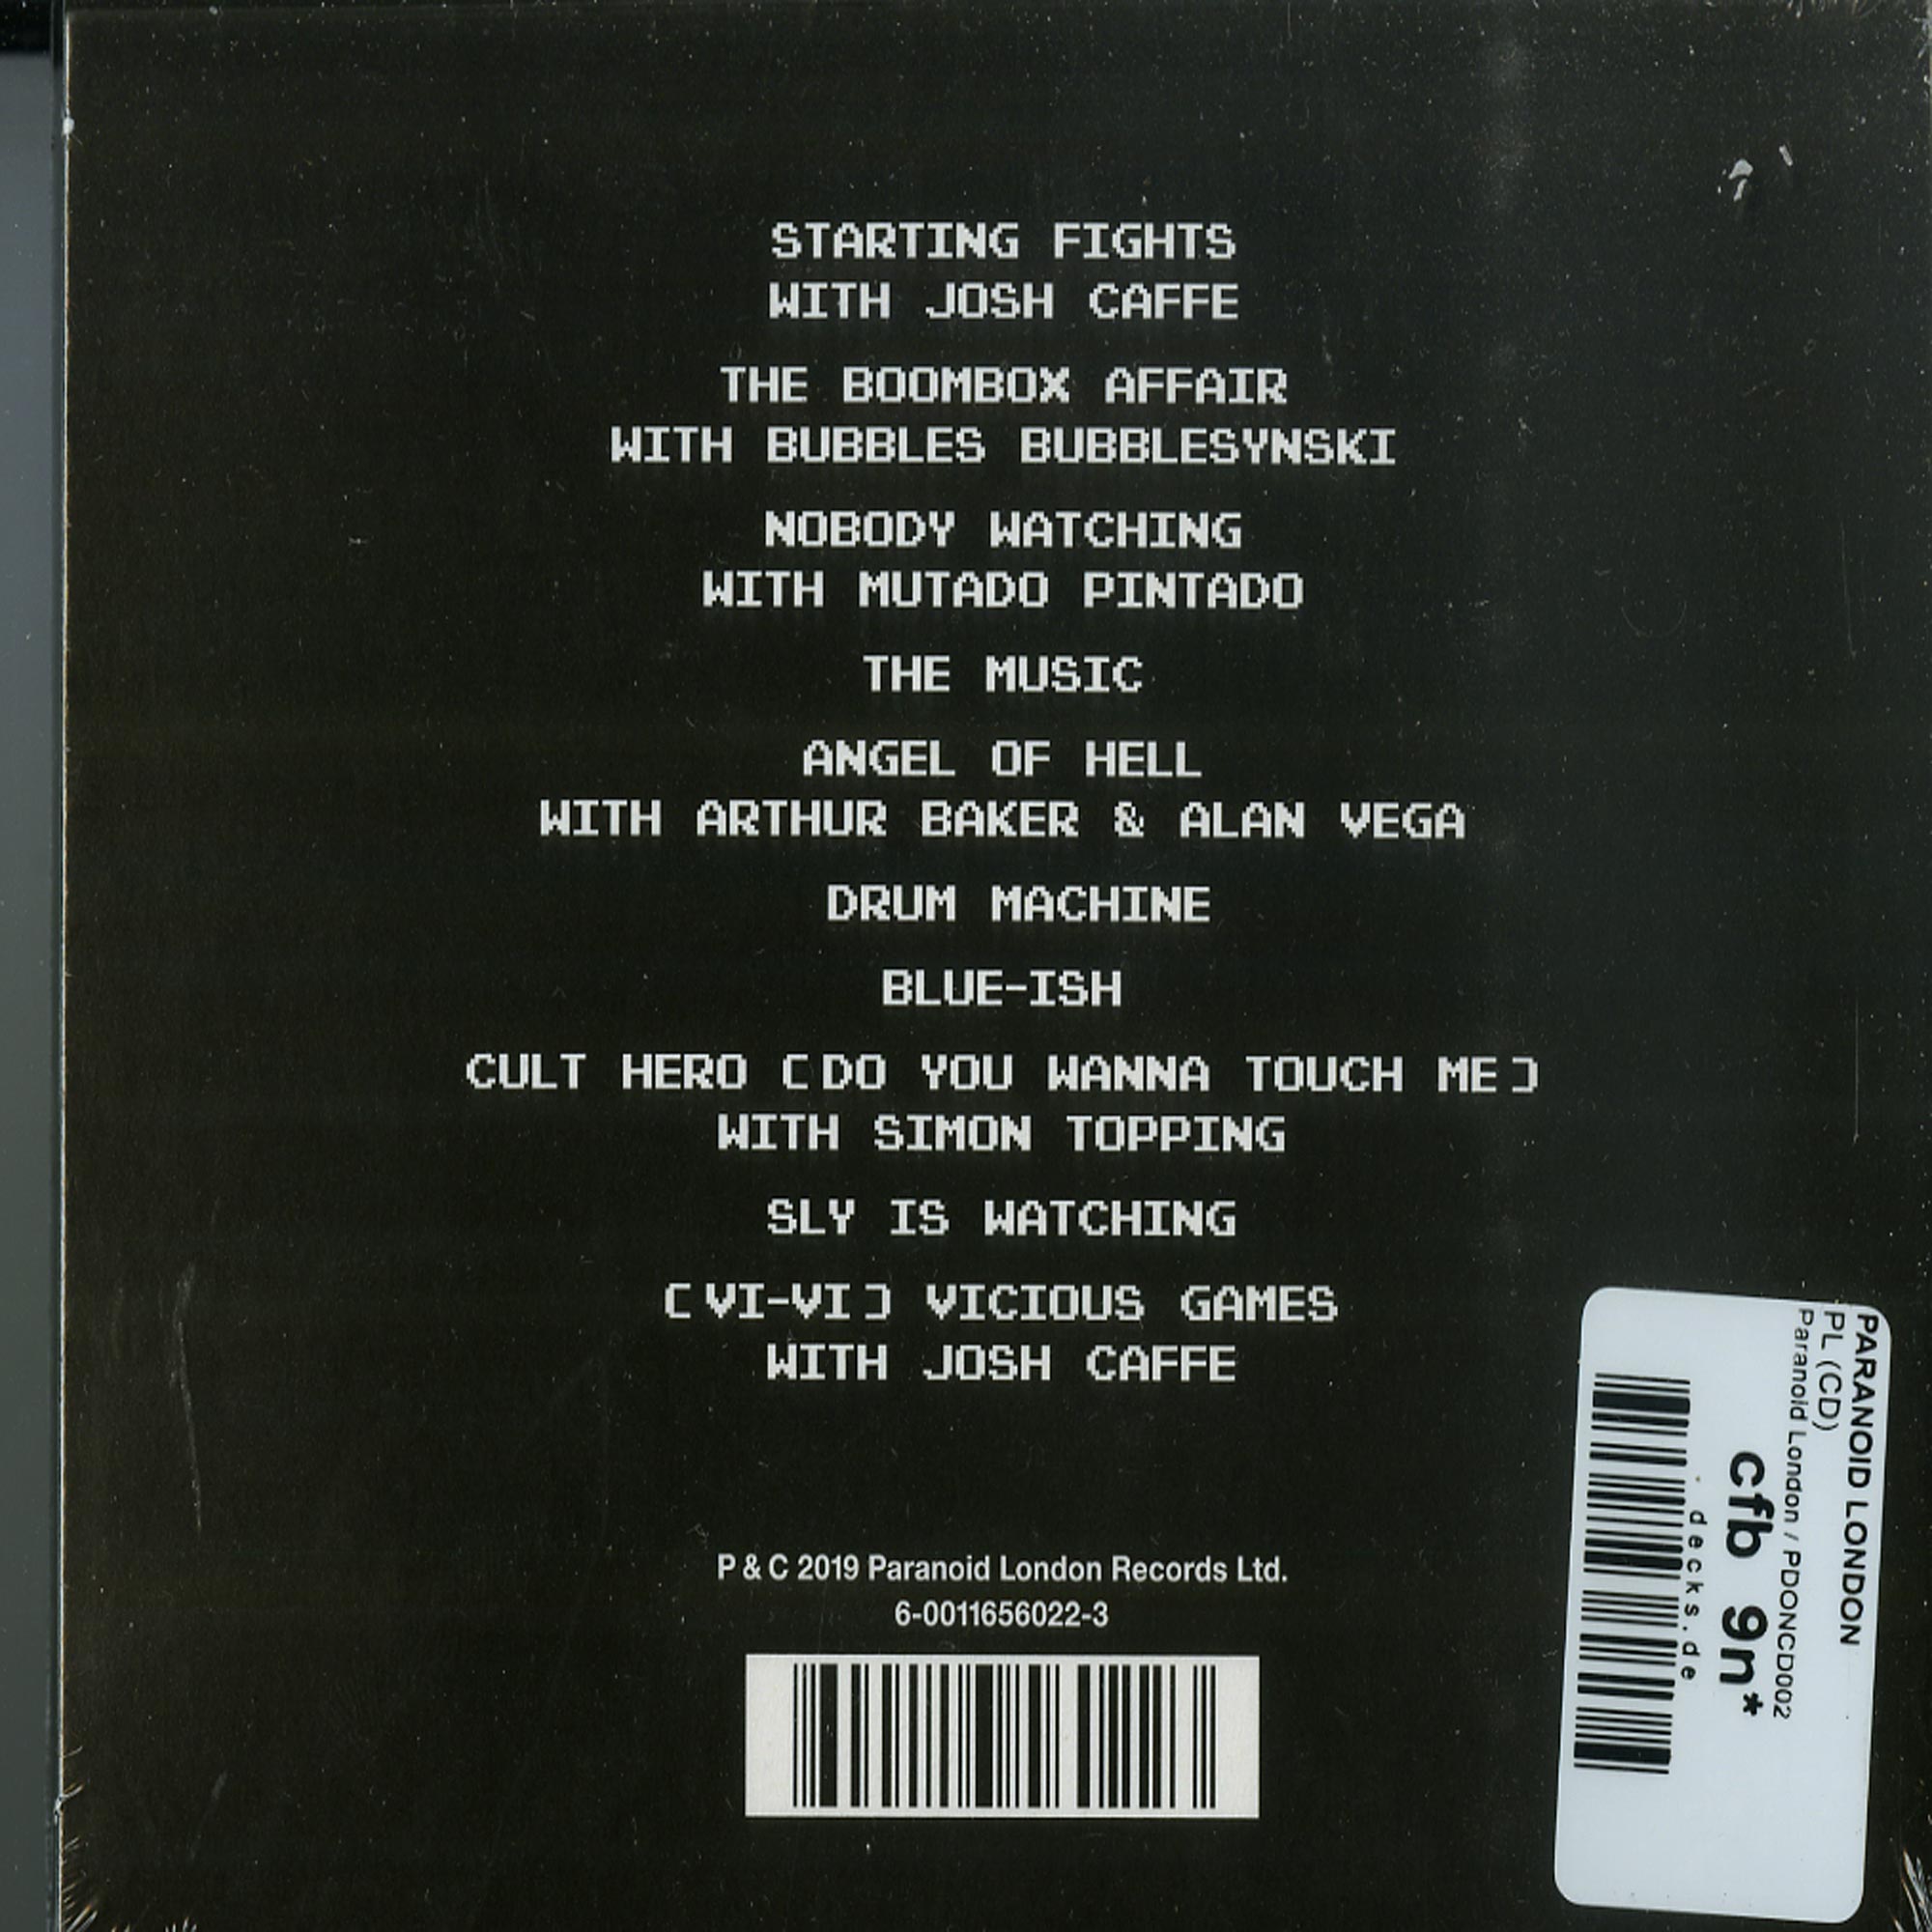 STARTING FIGHTS
WITH JOSH CAFFE
THE BOOMBOX AFFAIR
WITH BUBBLES BUBBLESYNSKI
NOBODY WATCHING
WITH MUTADO PINTADO
THE MUSIC
ANGEL OF HELL
WITH ARTHUR BAKER & ALAN VEGA
DRUM MACHINE
BLUE-ISH
CULT HERO [DO YOU WANNA TOUCH ME]
WITH SIMON TOPPING
SLY IS WATCHING
[VI-VI] VICIOUS GAMES
WITH JOSH CAFFE
P & C 2019 Paranoid London Records Ltd.
6-0011656022-3
PARANOID LONDON
PL (CD)
Paranoid London / PDONCD002
cfb 9n*
decks.de